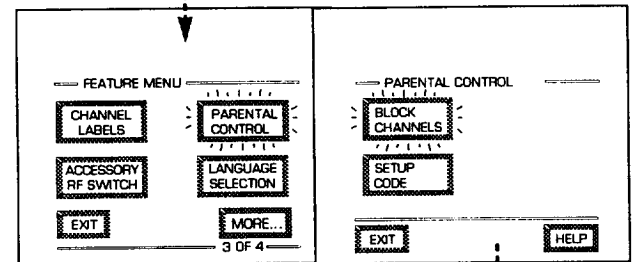 FEATURE MENU
CHANNEL
LABELS
PARENTAL
CONTROL
ACCESSORY
RF SWITCH
LANGUAGE
SELECTION
EXIT
MORE...
3 OF 4
PARENTAL CONTROL
BLOCK
CHANNELS
SETUP
CODE
EXIT
HELP